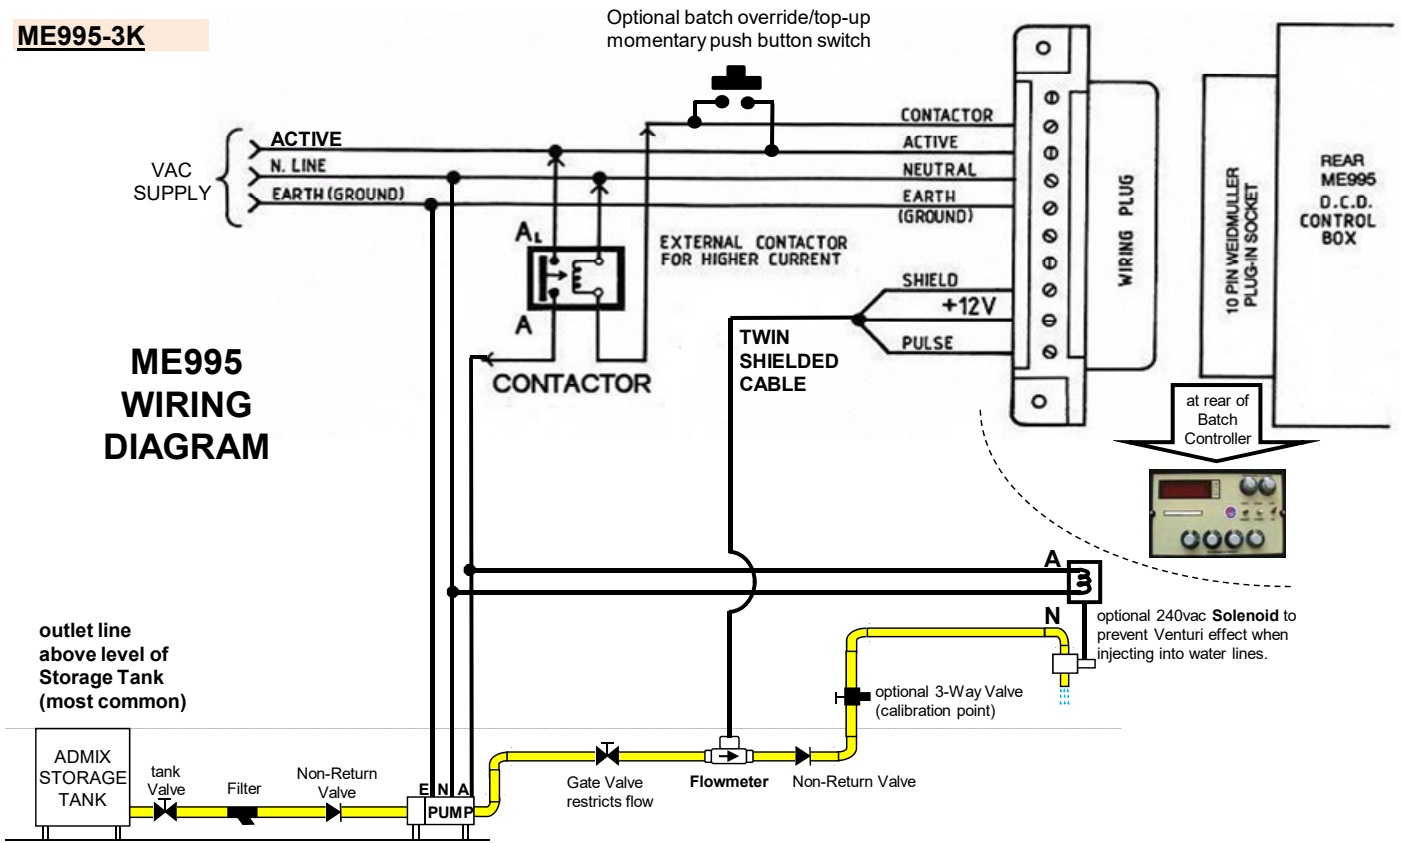 ME995-3K
Optional batch override/top-up
momentary push button switch
VAC
SUPPLY
ACTIVE
N. LINE
EARTH (GROUND)
CONTACTOR
ACTIVE
NEUTRAL
EARTH
(GROUND)
SHIELD
+12V
PULSE
WIRING PLUG
10 PIN WEIDMULLER
PLUG-IN SOCKET
REAR
ME995
D.C.D.
CONTROL
BOX
AL
A
EXTERNAL CONTACTOR
FOR HIGHER CURRENT
CONTACTOR
TWIN
SHIELDED
CABLE
ME995
WIRING
DIAGRAM
at rear of
Batch
Controller
A
N
optional 240vac Solenoid to
prevent Venturi effect when
injecting into water lines.
outlet line
above level of
Storage Tank
(most common)
optional 3-Way Valve
(calibration point)
ADMIX
STORAGE
TANK
tank
Valve
Filter
Non-Return
Valve
E N A
PUMP
Gate Valve
restricts flow
Flowmeter
Non-Return Valve